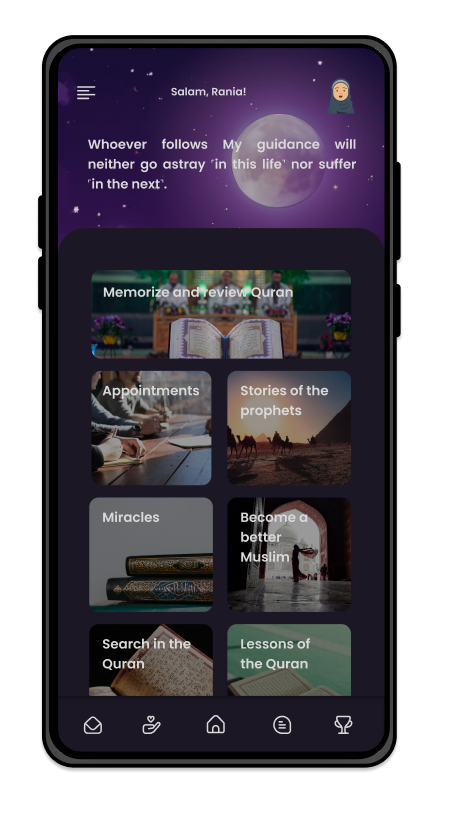 Salam, Rania!
Whoever follows My guidance will
neither go astray ˹in this life˺ nor suffer
˹in the next˺.
Memorize and review Quran
Appointments
Stories of the
prophets
Miracles
Become a
better
Muslim
Search in the
Quran
Lessons of
the Quran